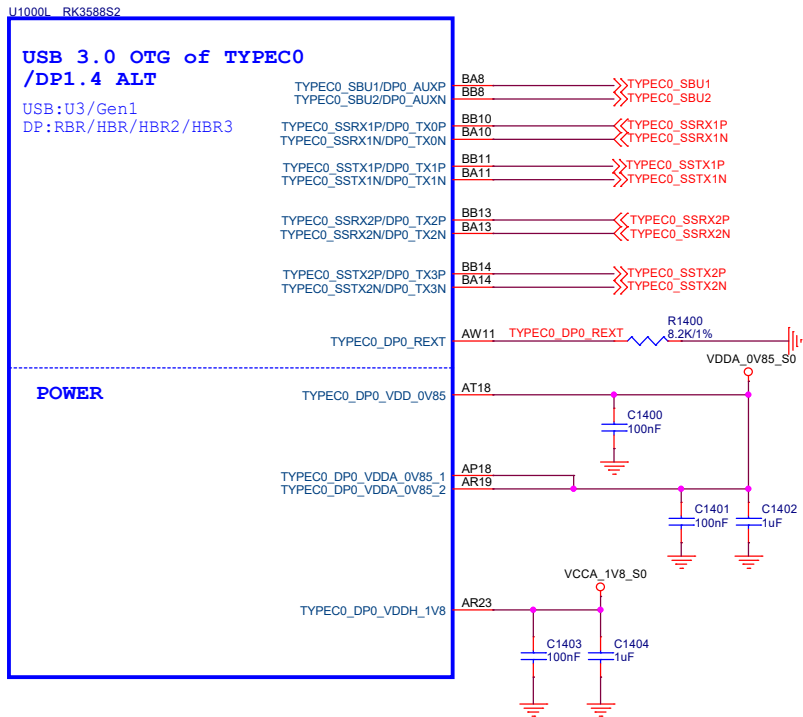 U1000L RK3588S2
USB 3.0 OTG of TYPEC0
/DP1.4 ALT
USB:U3/Gen1
DP:RBR/HBR/HBR2/HBR3
TYPEC0_SBU1/DP0_AUXP BA8 TYPEC0_SBU1
TYPEC0_SBU2/DP0_AUXN BB8 TYPEC0_SBU2
TYPEC0_SSRX1P/DP0_TX0P BB10 TYPEC0_SSRX1P
TYPEC0_SSRX1N/DP0_TX0N BA10 TYPEC0_SSRX1N
TYPEC0_SSTX1P/DP0_TX1P BB11 TYPEC0_SSTX1P
TYPEC0_SSTX1N/DP0_TX1N BA11 TYPEC0_SSTX1N
TYPEC0_SSRX2P/DP0_TX2P BB13 TYPEC0_SSRX2P
TYPEC0_SSRX2N/DP0_TX2N BA13 TYPEC0_SSRX2N
TYPEC0_SSTX2P/DP0_TX3P BB14 TYPEC0_SSTX2P
TYPEC0_SSTX2N/DP0_TX3N BA14 TYPEC0_SSTX2N
R1400
TYPEC0_DP0_REXT AW11 TYPEC0_DP0_REXT 8.2K/1%
VDDA_0V85_S0
POWER
TYPEC0_DP0_VDD_0V85 AT18
C1400
100nF
TYPEC0_DP0_VDDA_0V85_1 AP18
TYPEC0_DP0_VDDA_0V85_2 AR19
C1401 C1402
100nF 1uF
VCCA_1V8_S0
TYPEC0_DP0_VDDH_1V8 AR23
C1403 C1404
100nF 1uF